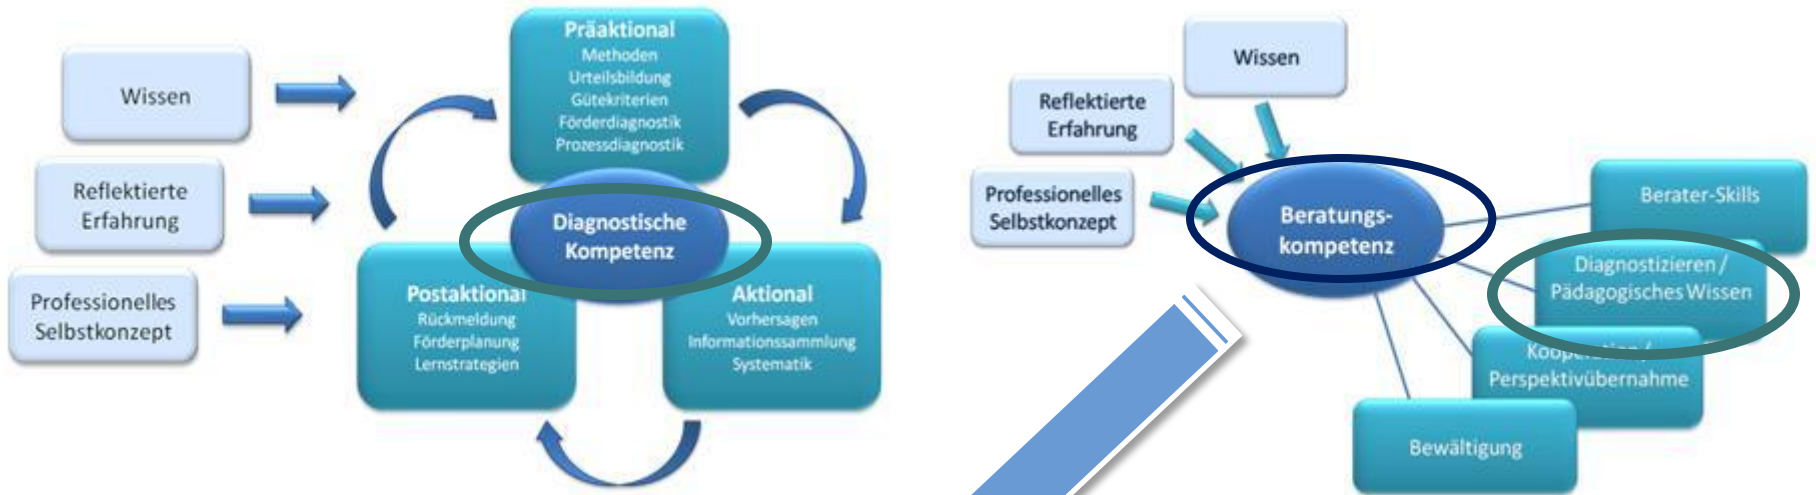 Wissen
Reflektierte
Erfahrung
Professionelles
Selbstkonzept
Präaktional
Methoden
Urteilsbildung
Gütekriterien
Förderdiagnostik
Prozessdiagnostik
Diagnostische
Kompetenz
Postaktional
Rückmeldung
Förderplanung
Lernstrategien
Aktional
Vorhersagen
Informationssammlung
Systematik
Wissen
Reflektierte
Erfahrung
Professionelles
Selbstkonzept
Beratungs-
kompetenz
Berater-Skills
Diagnostizieren /
Pädagogisches Wissen
Kooperation /
Perspektivübernahme
Bewältigung